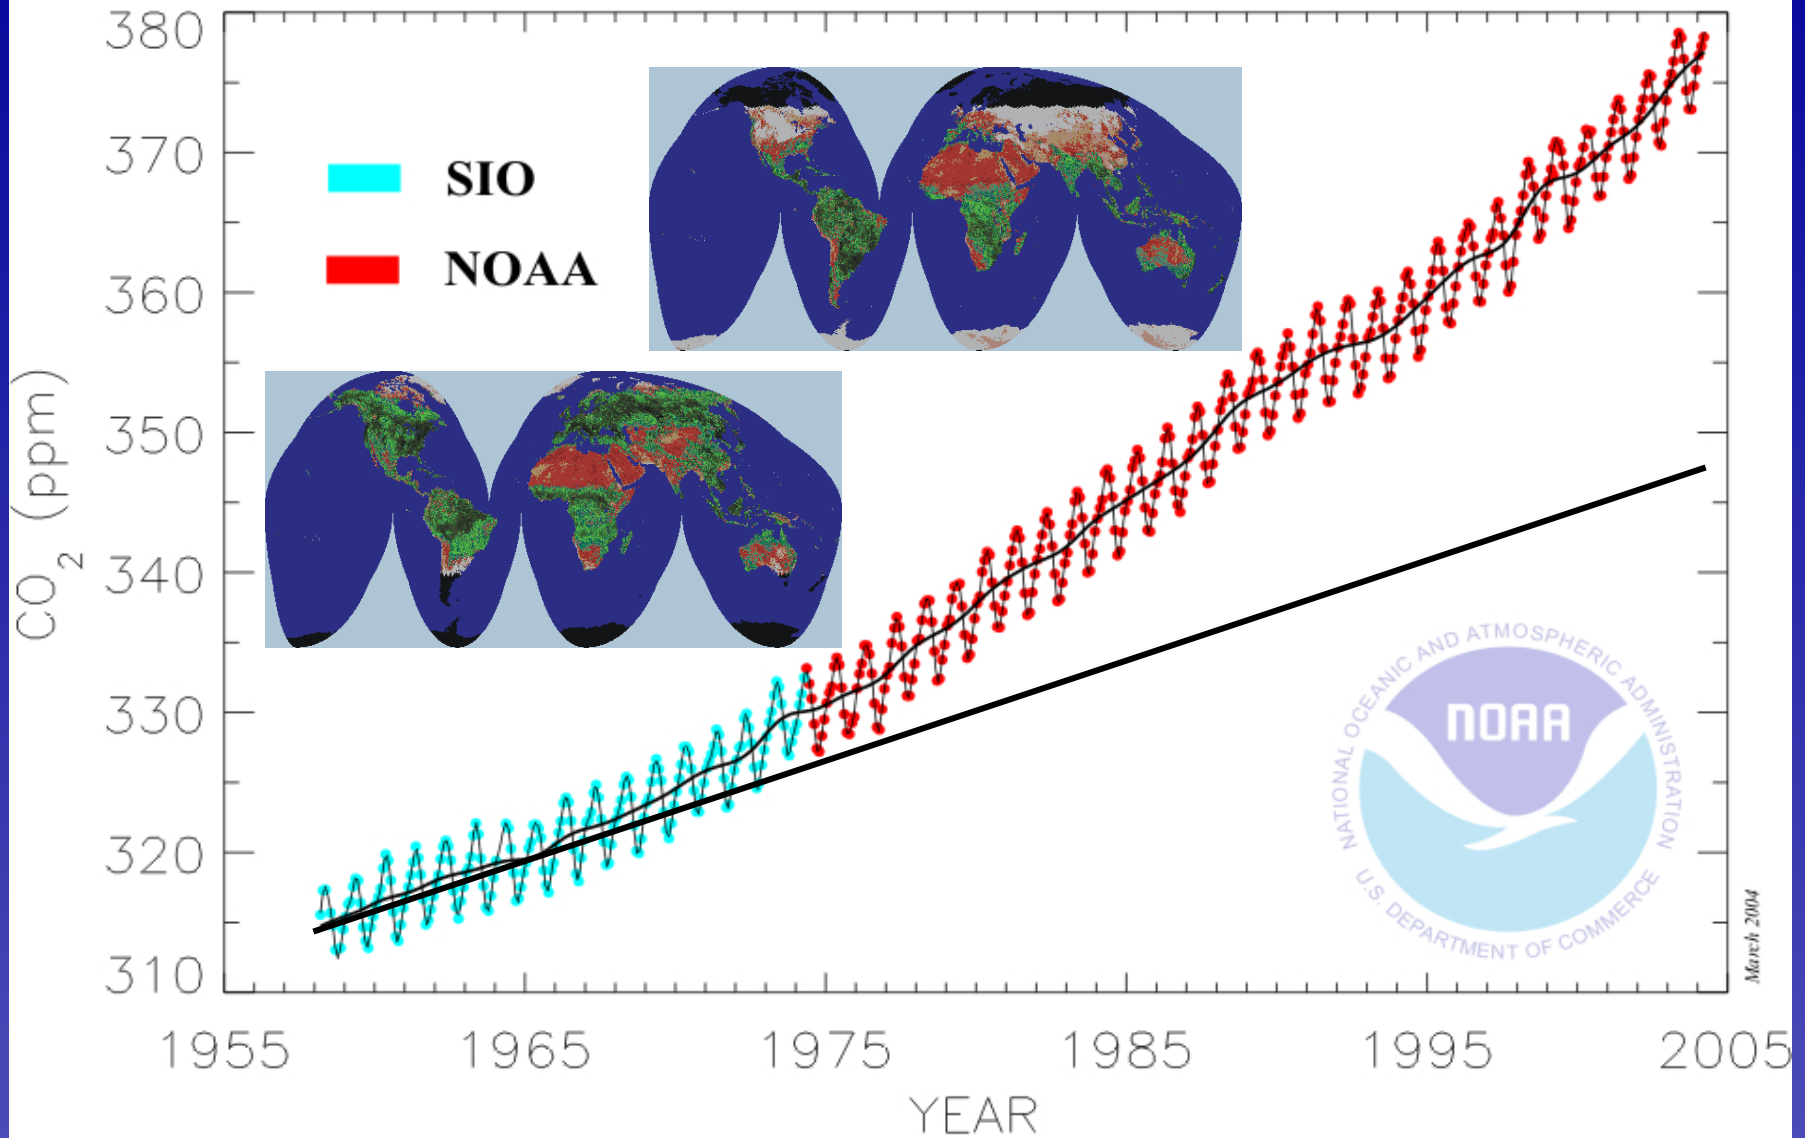 380
370
360
350
340
330
320
310
CO2 (ppm)
SIO
NOAA
1955 1965 1975 1985 1995 2005
YEAR
NATIONAL OCEANIC AND ATMOSPHERIC ADMINISTRATION
NOAA
U.S. DEPARTMENT OF COMMERCE
March 2004